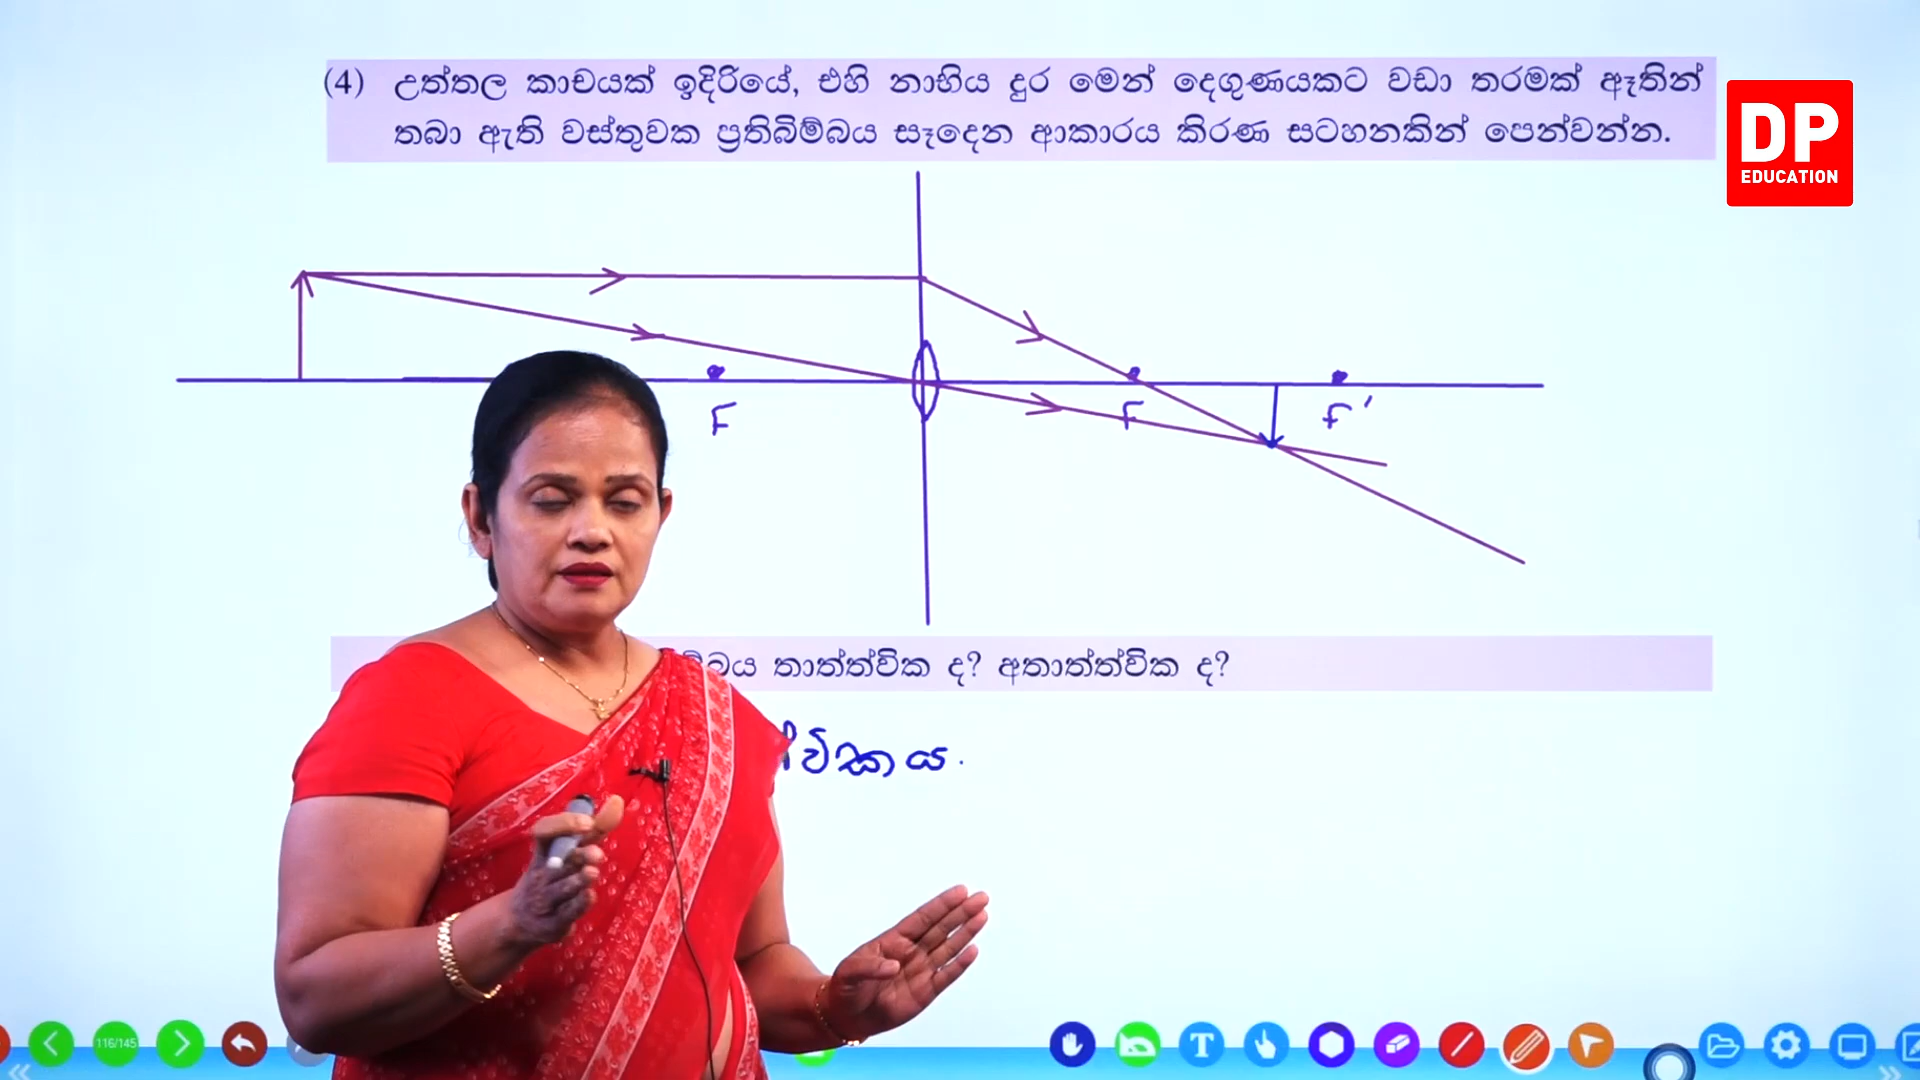 (4) උත්තල කාචයක් ඉදිරියේ, එහි නාභිය දුර මෙන් දෙගුණයකට වඩා තරමක් ඈතින්
තබා ඇති වස්තුවක ප්‍රතිබිම්බය සෑදෙන ආකාරය කිරණ සටහනකින් පෙන්වන්න.
DP
EDUCATION
F
F
F'
තාත්ත්වික ද? අතාත්ත්වික ද?
116/145
T